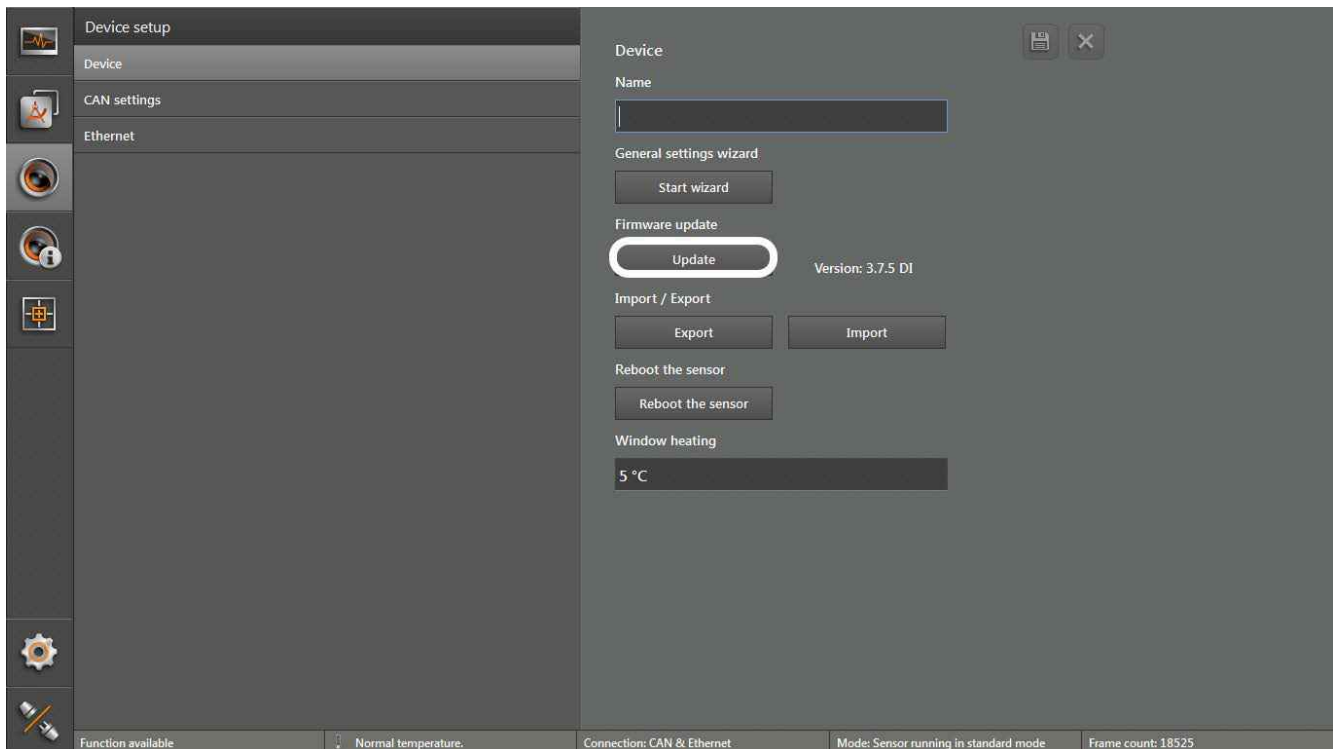 Device setup
Device
CAN settings
Ethernet
Device
Name
General settings wizard
Start wizard
Firmware update
Update
Version: 3.7.5 DI
Import / Export
Export
Import
Reboot the sensor
Reboot the sensor
Window heating
5 °C
Function available
Normal temperature.
Connection: CAN & Ethernet
Mode: Sensor running in standard mode
Frame count: 18525